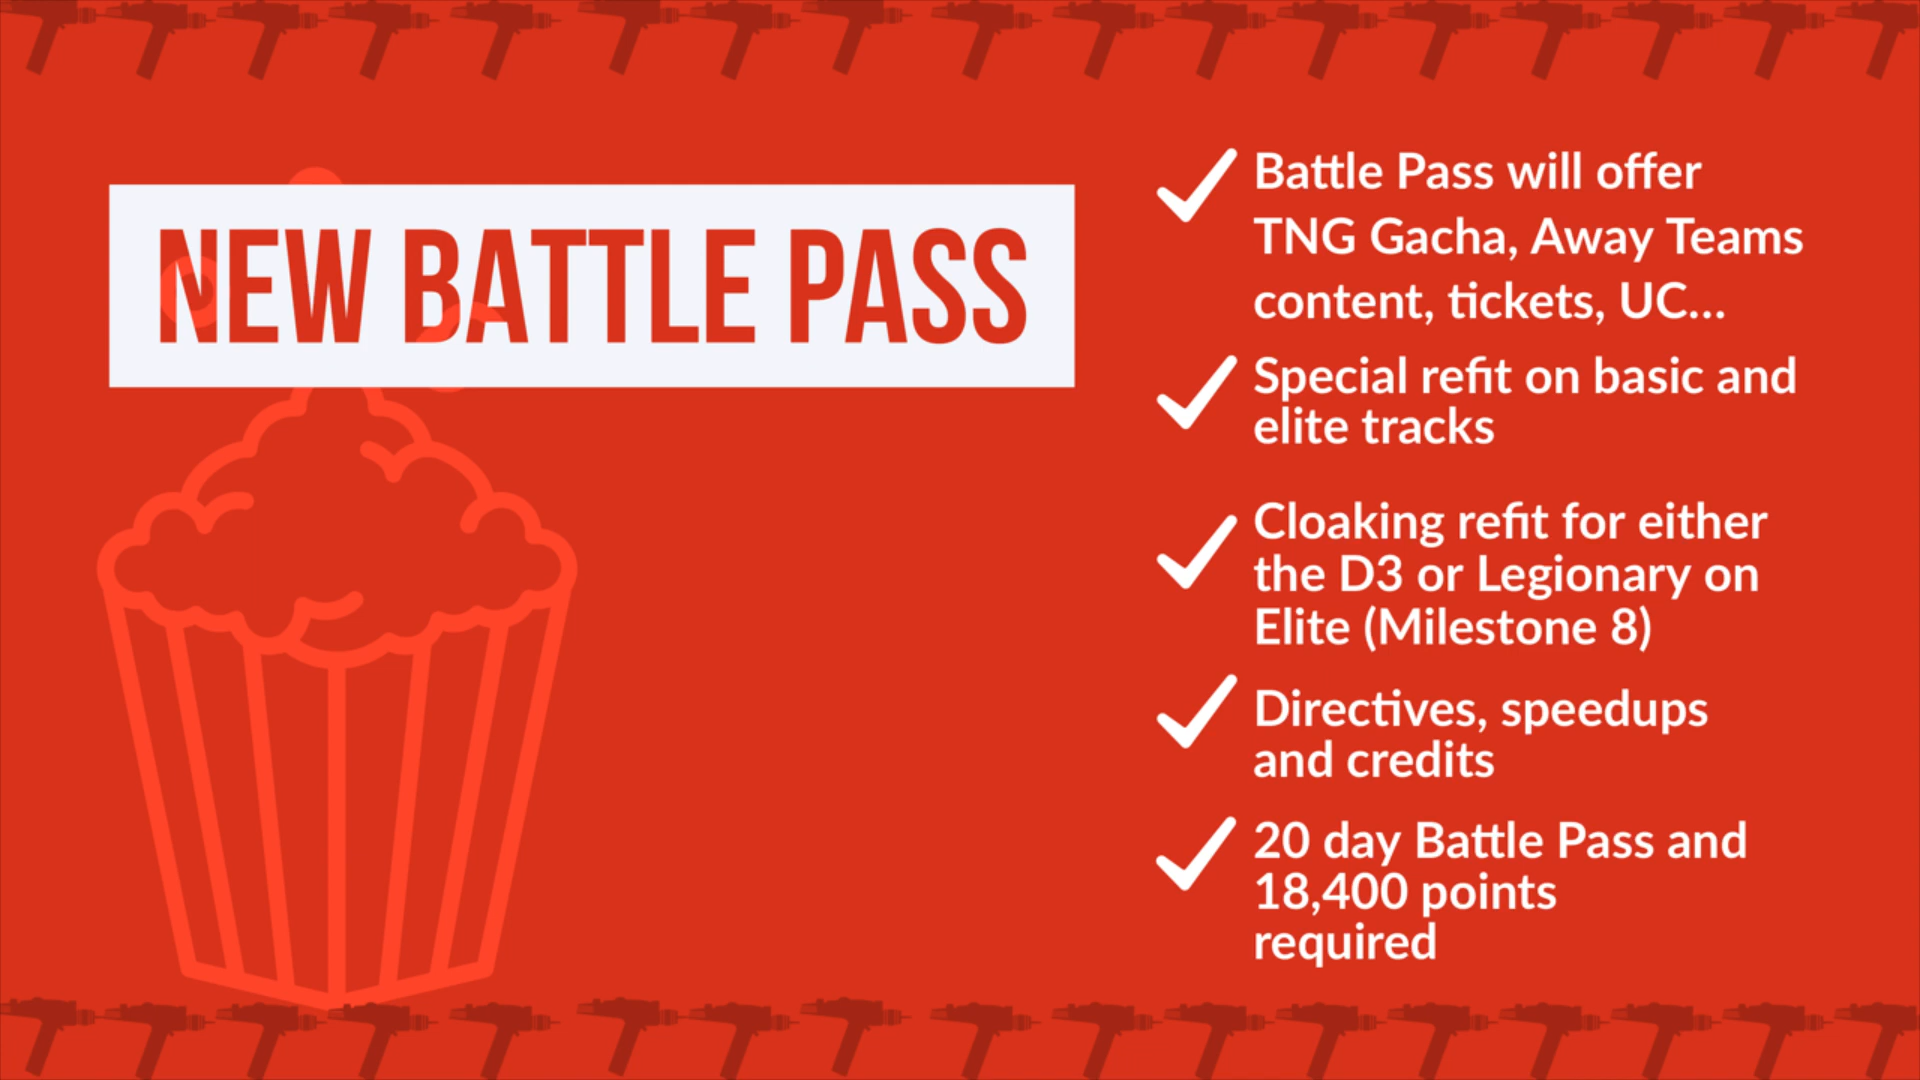 NEW BATTLE PASS
Battle Pass will offer
TNG Gacha, Away Teams
content, tickets, UC...
Special refit on basic and
elite tracks
Cloaking refit for either
the D3 or Legionary on
Elite (Milestone 8)
Directives, speedups
and credits
20 day Battle Pass and
18,400 points
required